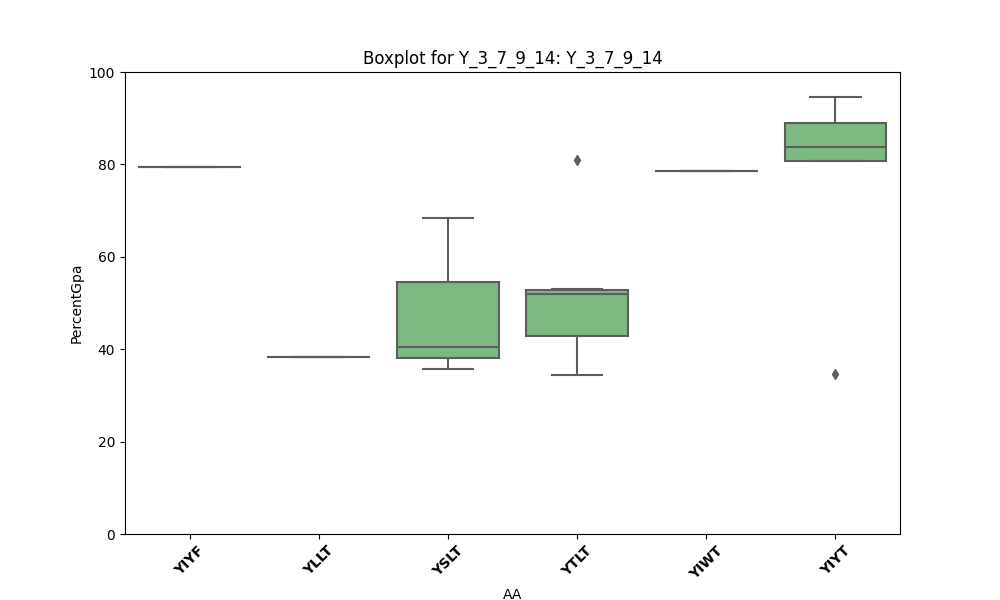 Boxplot for Y_3_7_9_14: Y_3_7_9_14
100
80
60
40
20
0
PercentGpa
YIYF
YLLT
YSLT
YTLT
YIWT
YIYT
AA